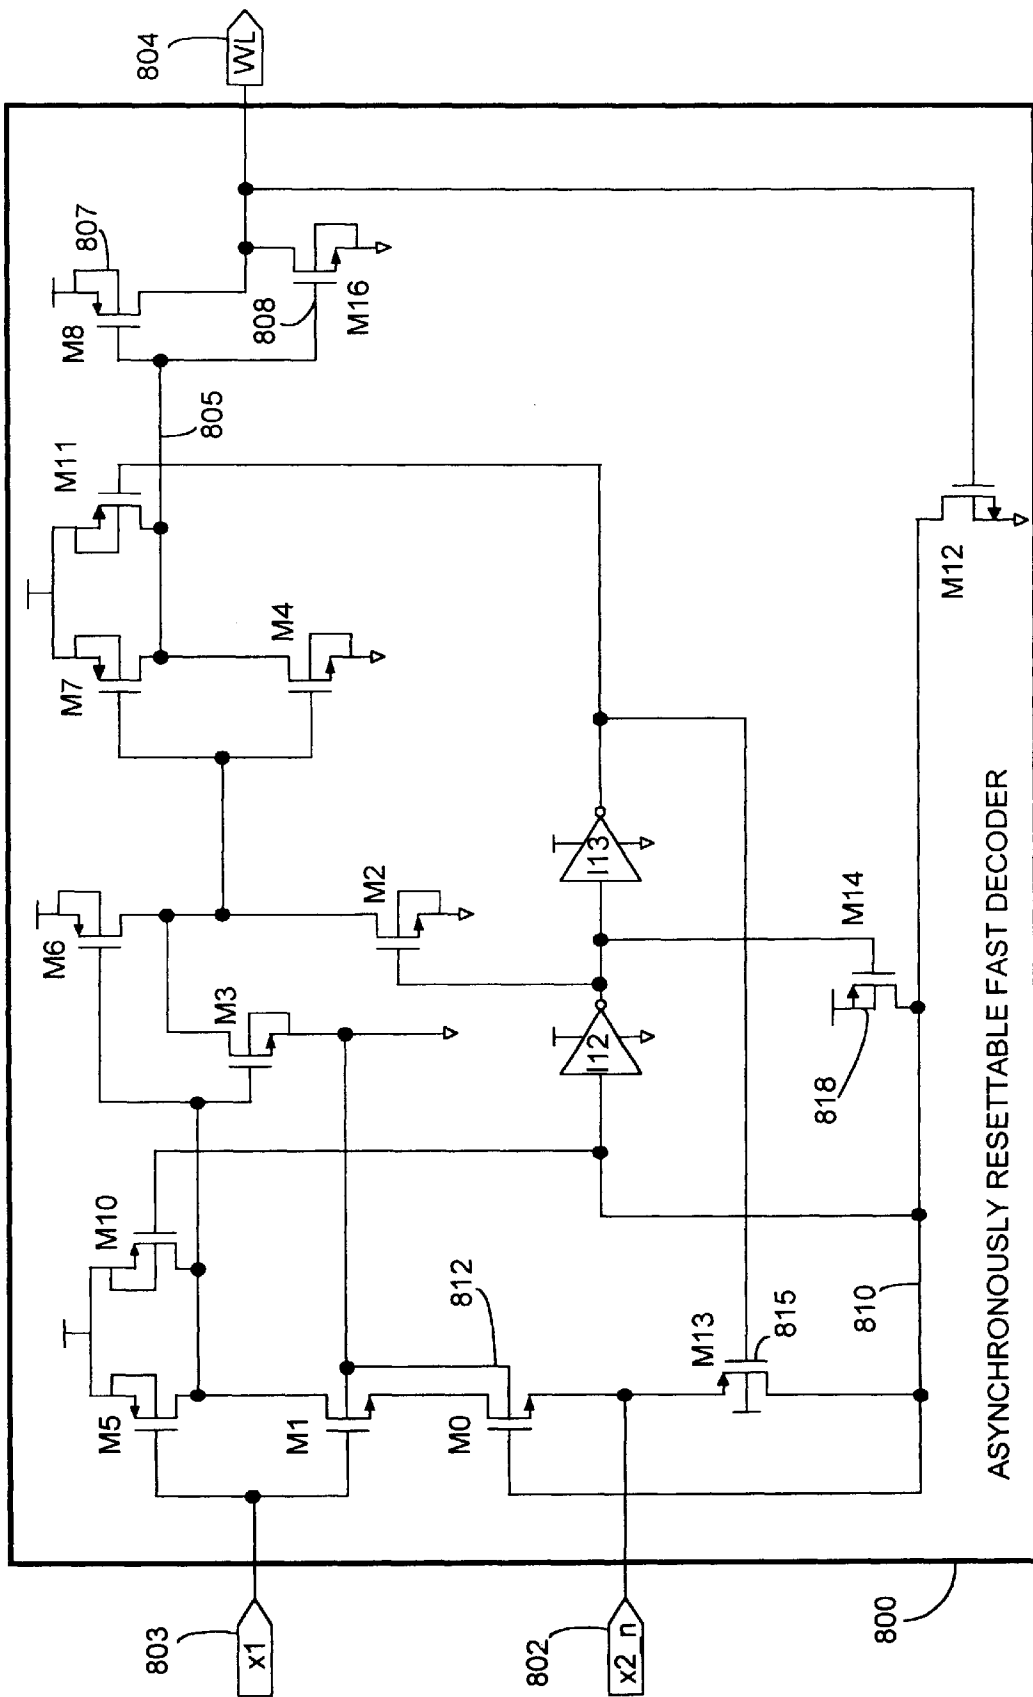 804
WL
807
M8
808
M16
805
M11
M7
M4
M6
M3
M2
M10
M5
M1
M0
812
I13
I12
M14
818
M13
815
810
M12
803
x1
802
x2_n
800
ASYNCHRONOUSLY RESETTABLE FAST DECODER